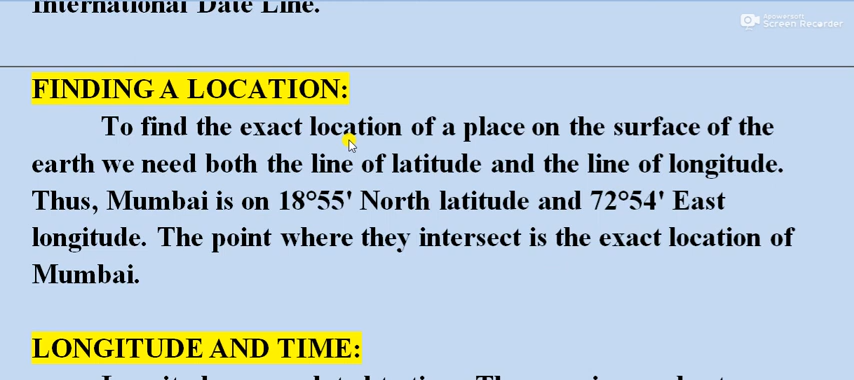 International Date Line.
Apowersoft
Screen Recorder
FINDING A LOCATION:
To find the exact location of a place on the surface of the
earth we need both the line of latitude and the line of longitude.
Thus, Mumbai is on 18°55' North latitude and 72°54' East
longitude. The point where they intersect is the exact location of
Mumbai.
LONGITUDE AND TIME: